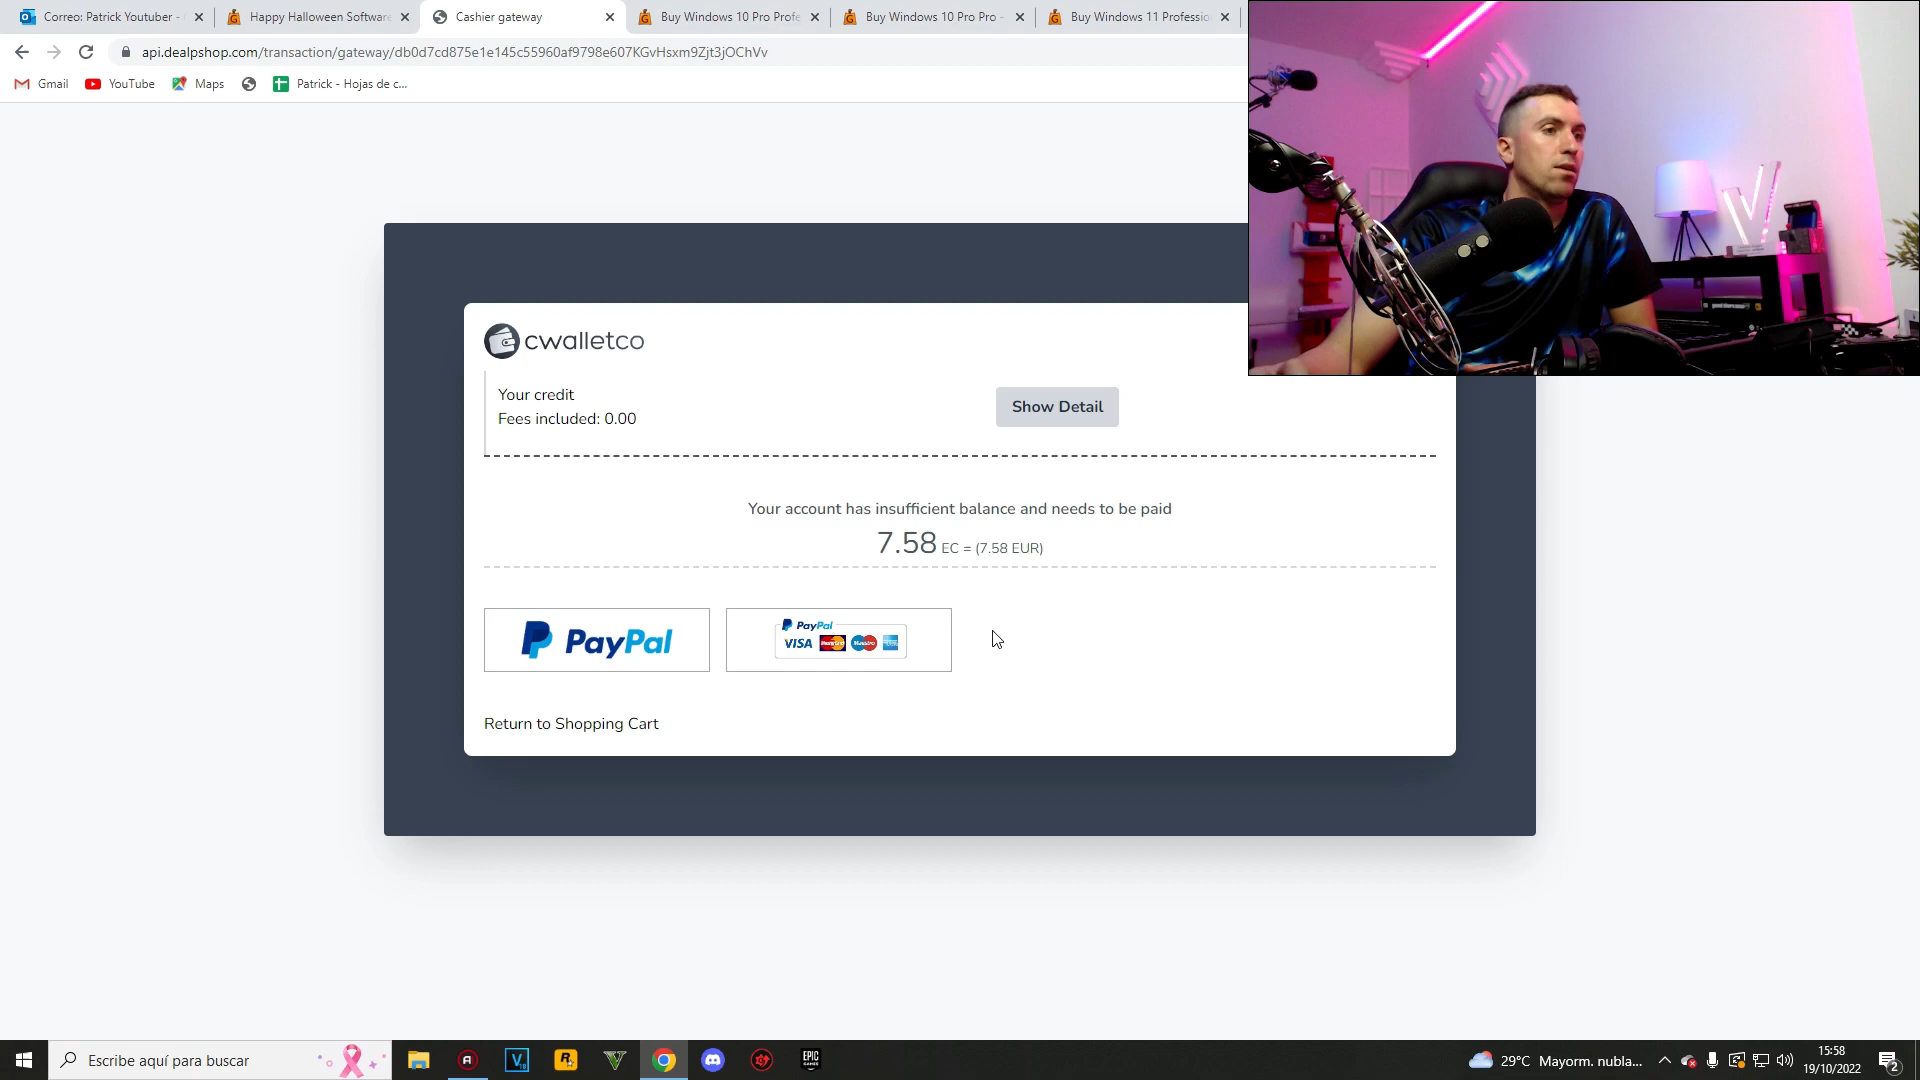 Correo: Patrick Youtuber -
Happy Halloween Software
Cashier gateway
Buy Windows 10 Pro Profe
Buy Windows 10 Pro Pro -
Buy Windows 11 Professio
api.dealpshop.com/transaction/gateway/db0d7cd875e1e145c55960af9798e607KGvHsxm9Zjt3jOChVv
Gmail
YouTube
Maps
Patrick - Hojas de c...
cwalletco
Your credit
Fees included: 0.00
Show Detail
Your account has insufficient balance and needs to be paid
7.58 EC = (7.58 EUR)
PayPal
PayPal
VISA
Maestro
Return to Shopping Cart
Escribe aquí para buscar
EPIC GAMES
29°C Mayorm. nubla...
15:58
19/10/2022
2